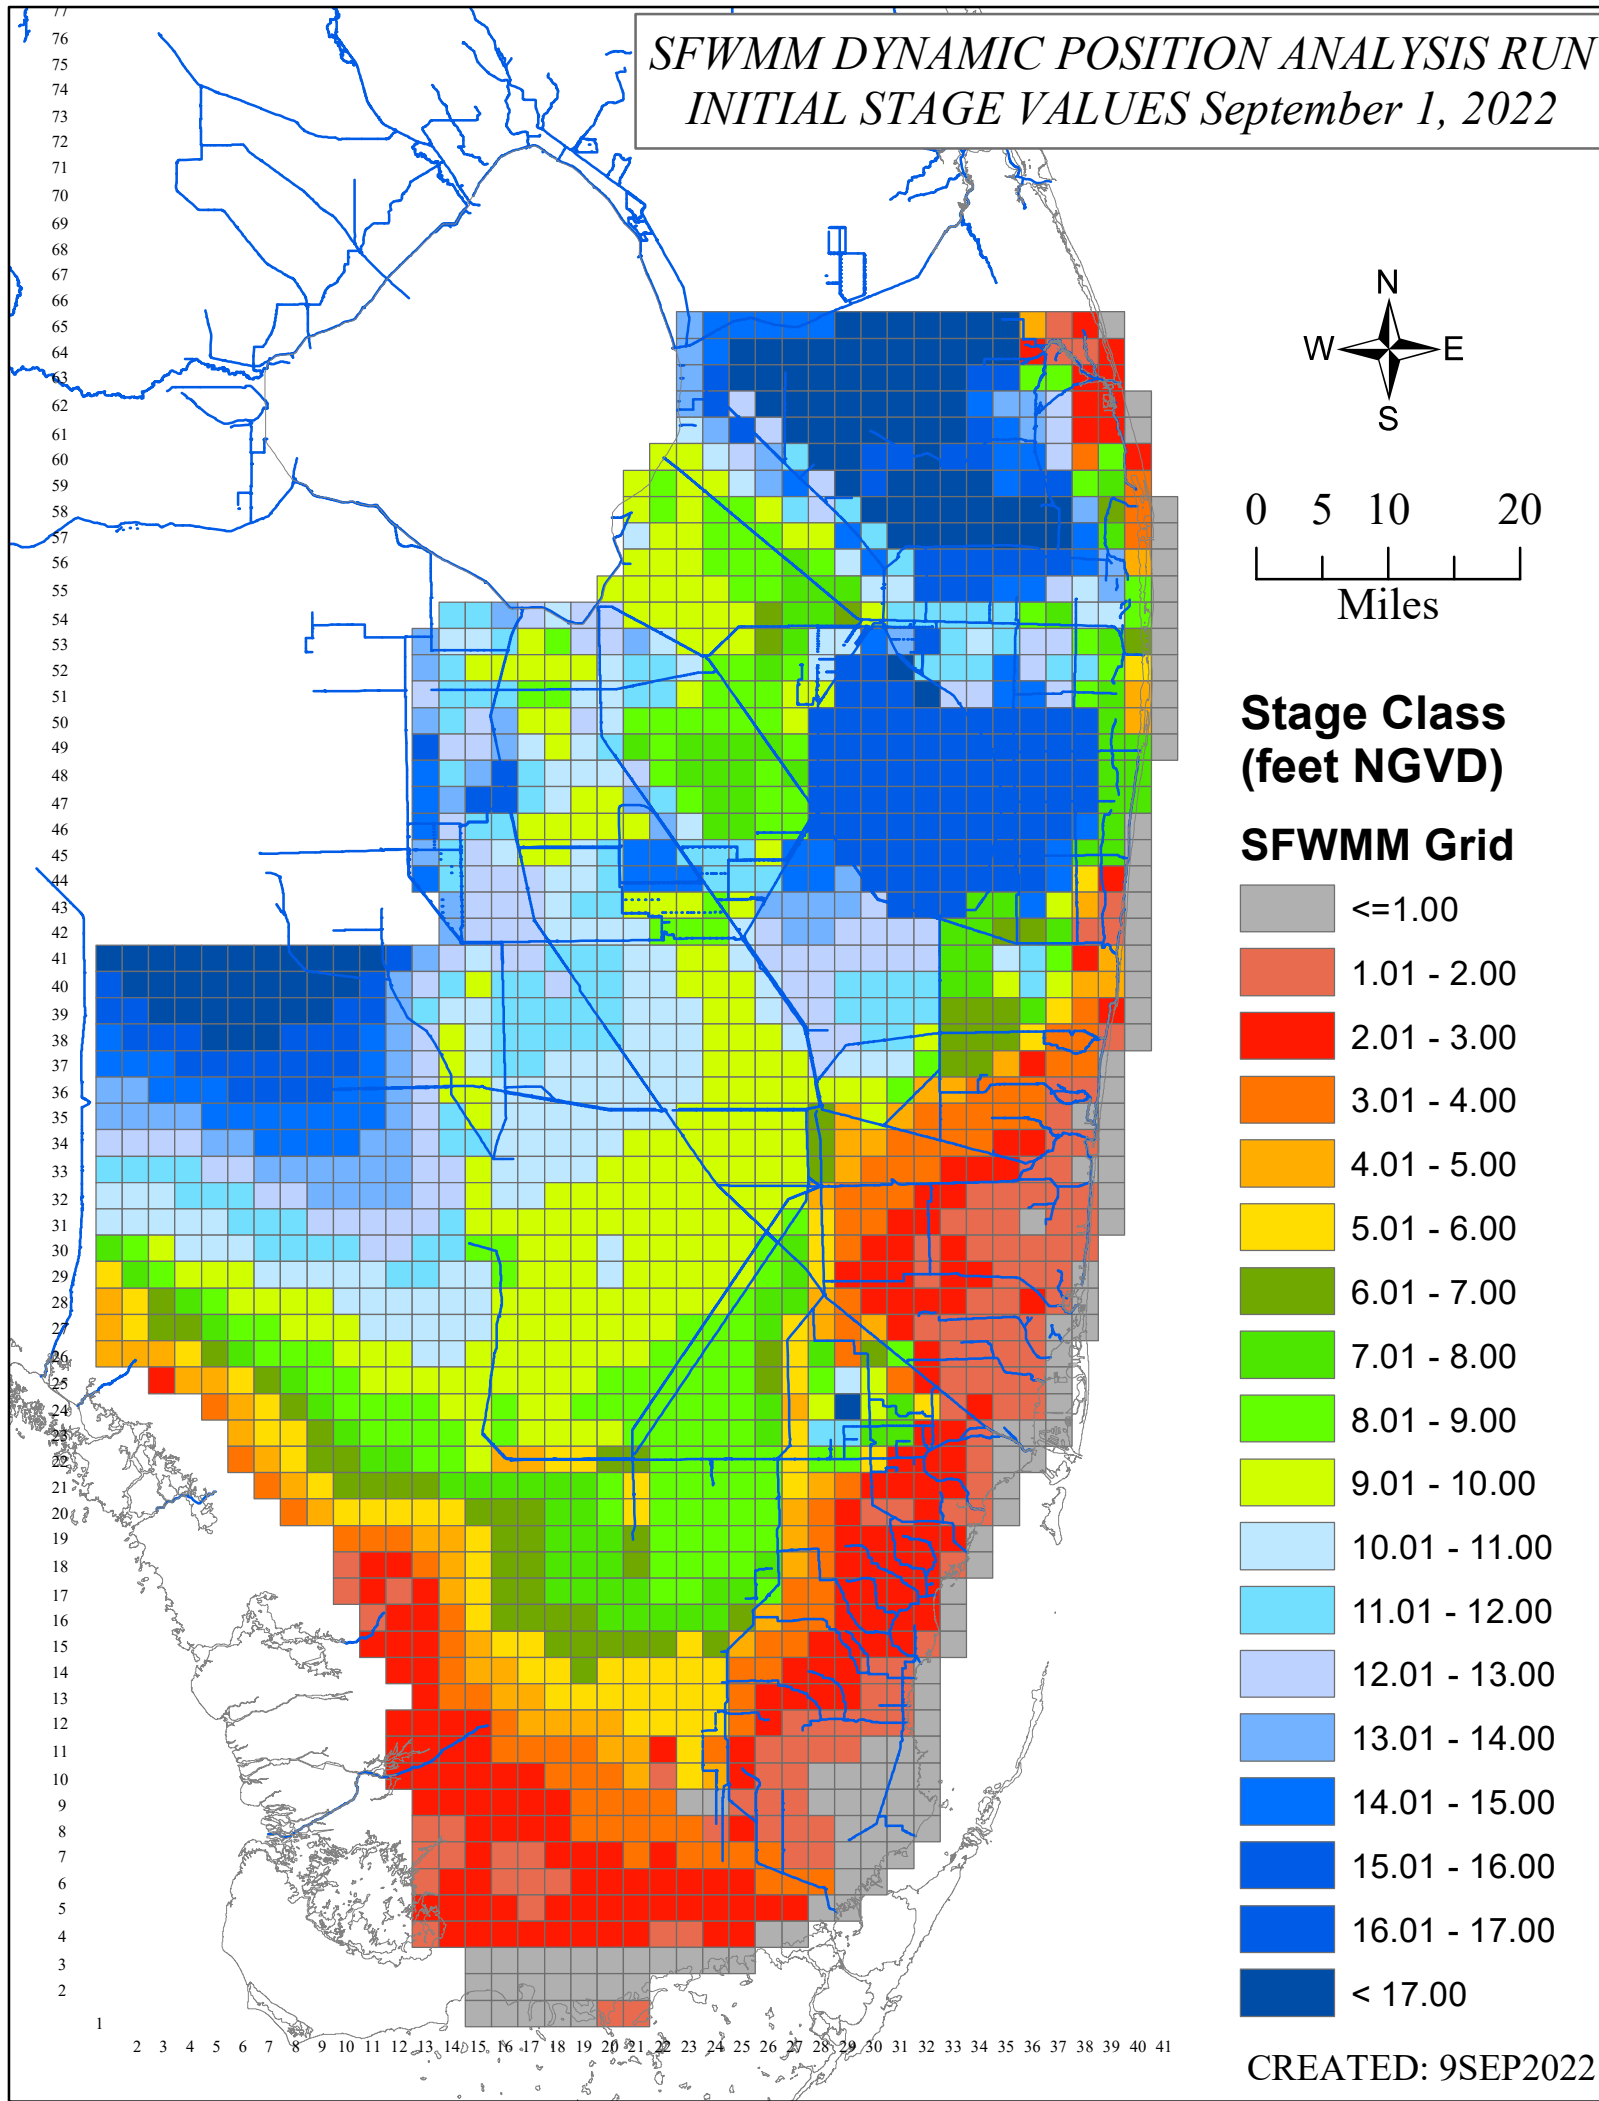 SFWMM DYNAMIC POSITION ANALYSIS RUN
INITIAL STAGE VALUES September 1, 2022
77
76
75
74
73
72
71
70
69
68
67
66
65
64
63
62
61
60
59
58
57
56
55
54
53
52
51
50
49
48
47
46
45
44
43
42
41
40
39
38
37
36
35
34
33
32
31
30
29
28
27
26
25
24
23
22
21
20
19
18
17
16
15
14
13
12
11
10
9
8
7
6
5
4
3
2
1
2 3 4 5 6 7 8 9 10 11 12 13 14 15 16 17 18 19 20 21 22 23 24 25 26 27 28 29 30 31 32 33 34 35 36 37 38 39 40 41
N
W E
S
0 5 10 20
Miles
Stage Class
(feet NGVD)
SFWMM Grid
<=1.00
1.01 - 2.00
2.01 - 3.00
3.01 - 4.00
4.01 - 5.00
5.01 - 6.00
6.01 - 7.00
7.01 - 8.00
8.01 - 9.00
9.01 - 10.00
10.01 - 11.00
11.01 - 12.00
12.01 - 13.00
13.01 - 14.00
14.01 - 15.00
15.01 - 16.00
16.01 - 17.00
< 17.00
CREATED: 9SEP2022